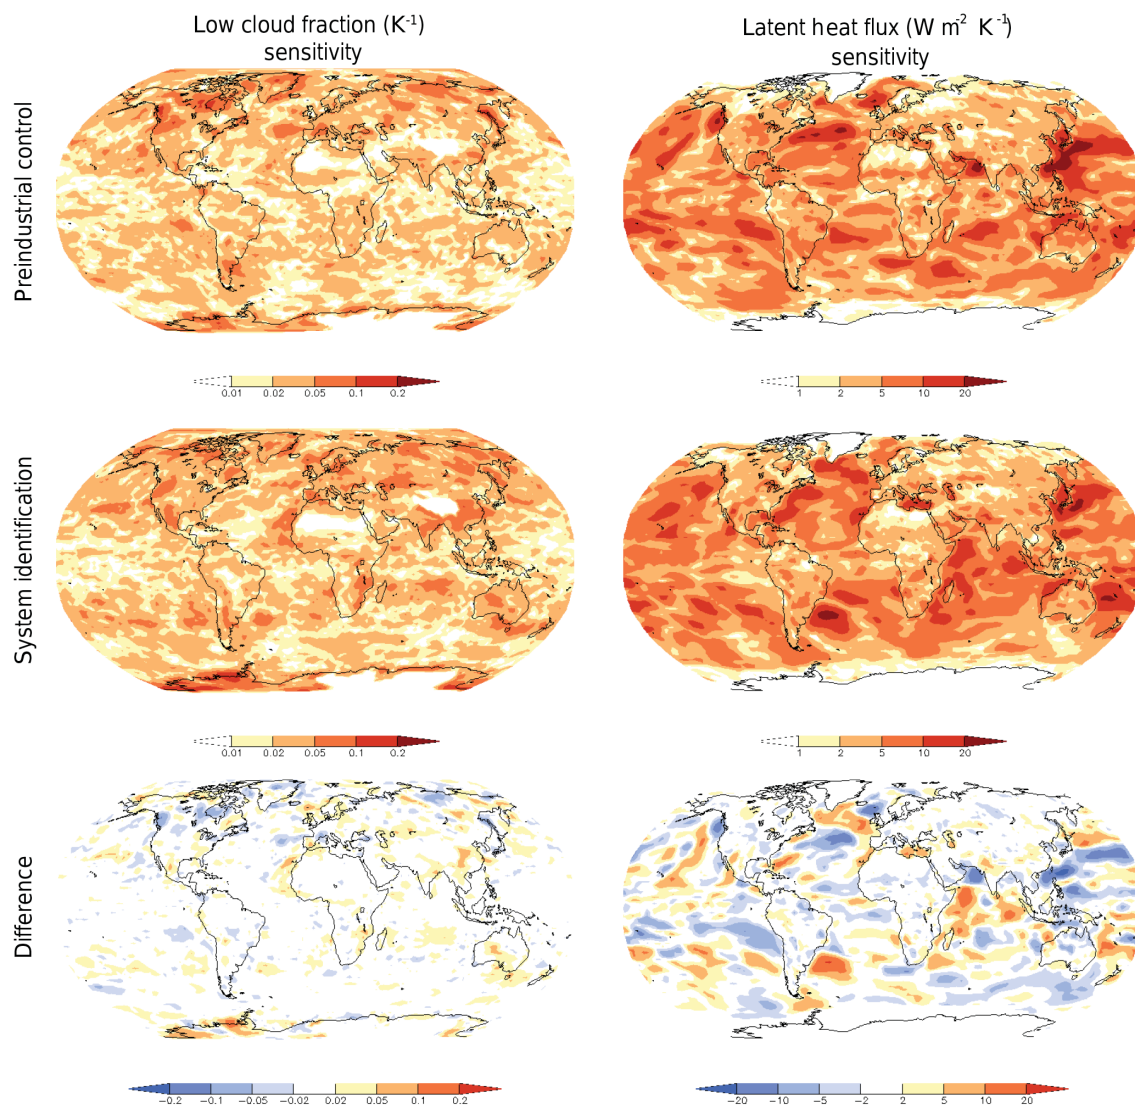 Low cloud fraction (K-1)
sensitivity
Latent heat flux (W m-2 K-1)
sensitivity
Preindustrial control
0.01 0.02 0.05 0.1 0.2
1 2 5 10 20
System identification
0.01 0.02 0.05 0.1 0.2
1 2 5 10 20
Difference
-0.2 -0.1 -0.05 -0.02 0.02 0.05 0.1 0.2
-20 -10 -5 -2 2 5 10 20